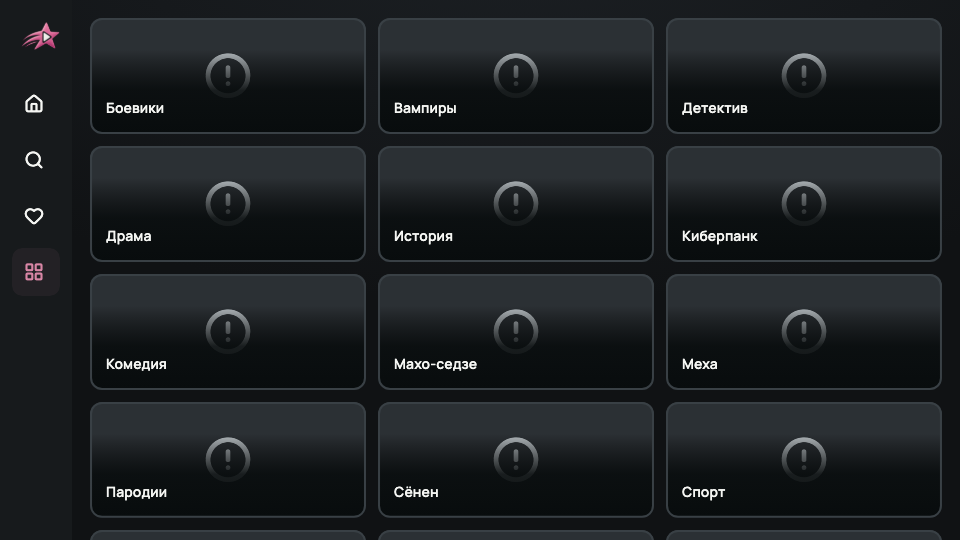 Боевики
Вампиры
Детектив
Драма
История
Киберпанк
Комедия
Махо-седзе
Меха
Пародии
Сёнен
Спорт